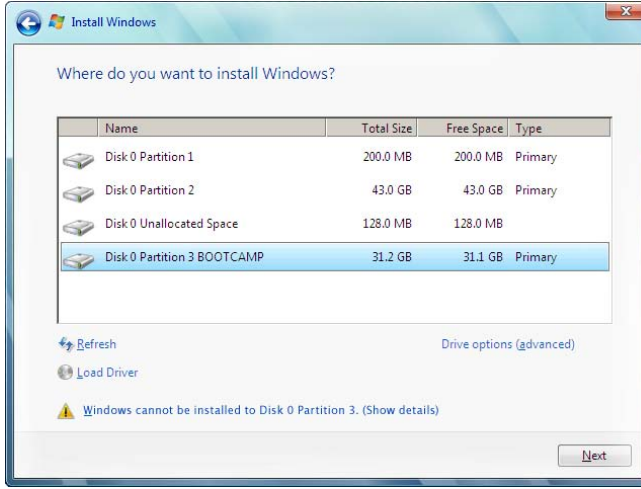 Install Windows
Where do you want to install Windows?
Name Total Size Free Space Type
Disk 0 Partition 1 200.0 MB 200.0 MB Primary
Disk 0 Partition 2 43.0 GB 43.0 GB Primary
Disk 0 Unallocated Space 128.0 MB 128.0 MB
Disk 0 Partition 3 BOOTCAMP 31.2 GB 31.1 GB Primary
Refresh Drive options (advanced)
Load Driver
Windows cannot be installed to Disk 0 Partition 3. (Show details)
Next